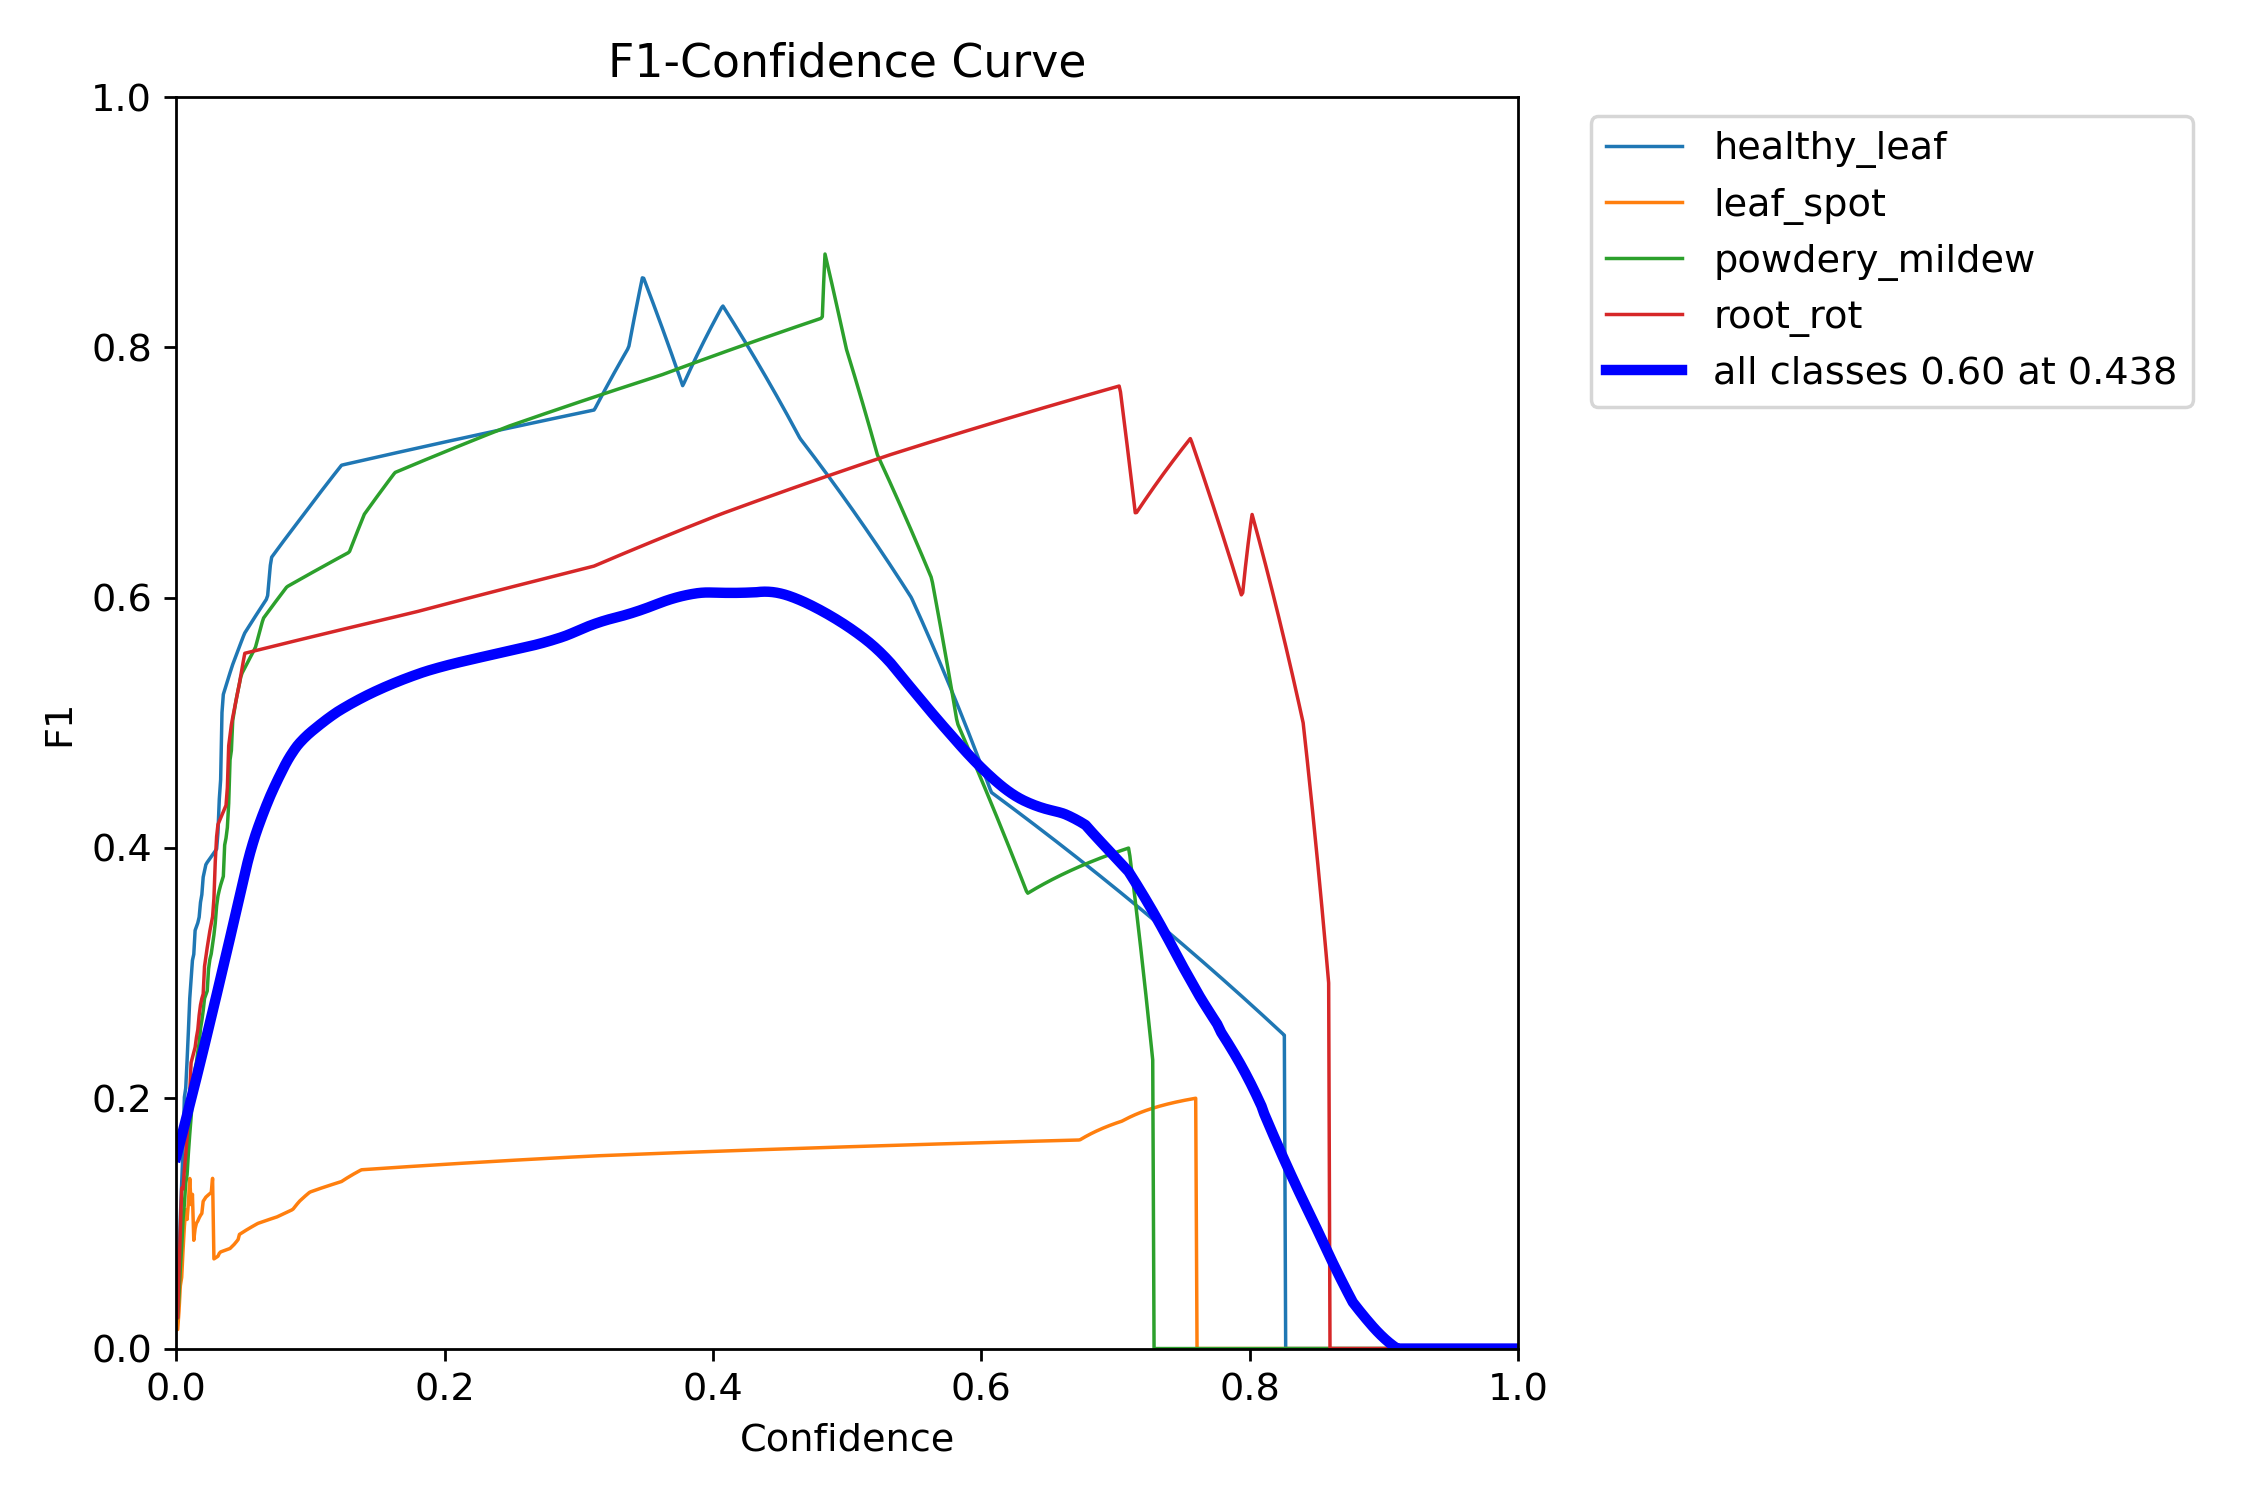 F1-Confidence Curve
1.0
0.8
0.6
0.4
0.2
0.0
F1
0.0 0.2 0.4 0.6 0.8 1.0
Confidence
healthy_leaf
leaf_spot
powdery_mildew
root_rot
all classes 0.60 at 0.438